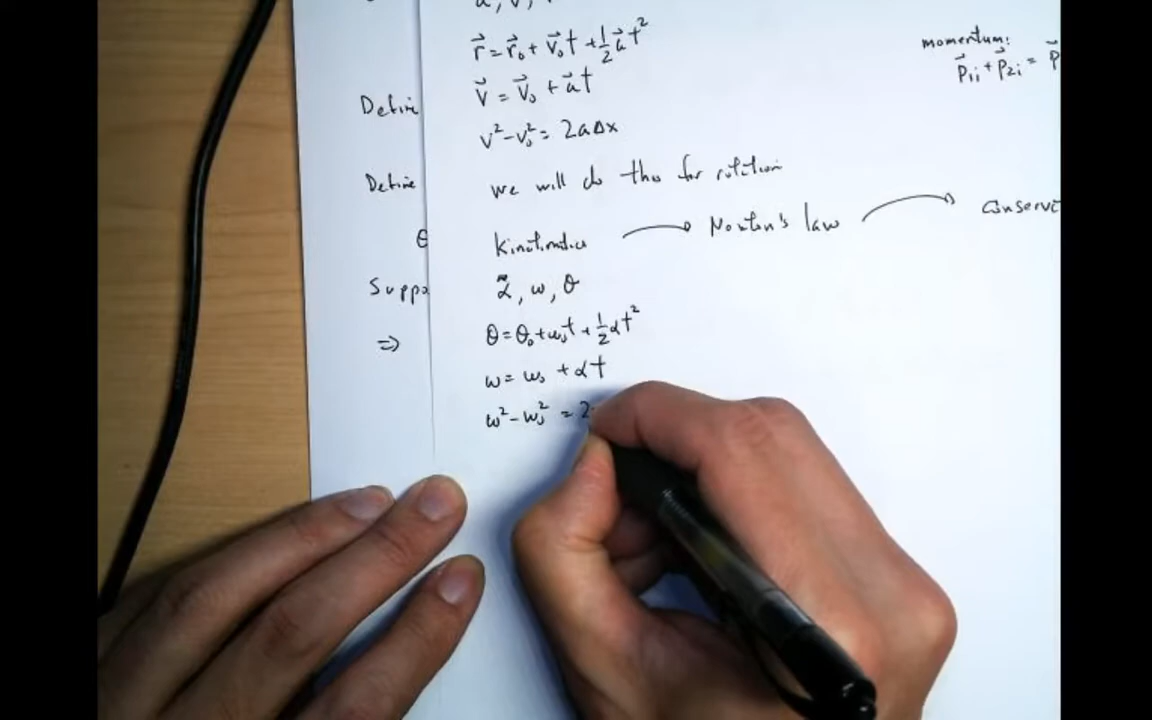 Define
Define
θ
Suppo
⇒
r⃗ = r⃗₀ + v⃗₀t + ½a⃗t²
v⃗ = v⃗₀ + a⃗t
v² - v₀² = 2aΔx
we will do this for rotation
Kinematics → Newton's law → Conserv
α, ω, θ
θ = θ₀ + ω₀t + ½αt²
ω = ω₀ + αt
ω² - ω₀² = 2
momentum:
p⃗₁ᵢ + p⃗₂ᵢ = p⃗